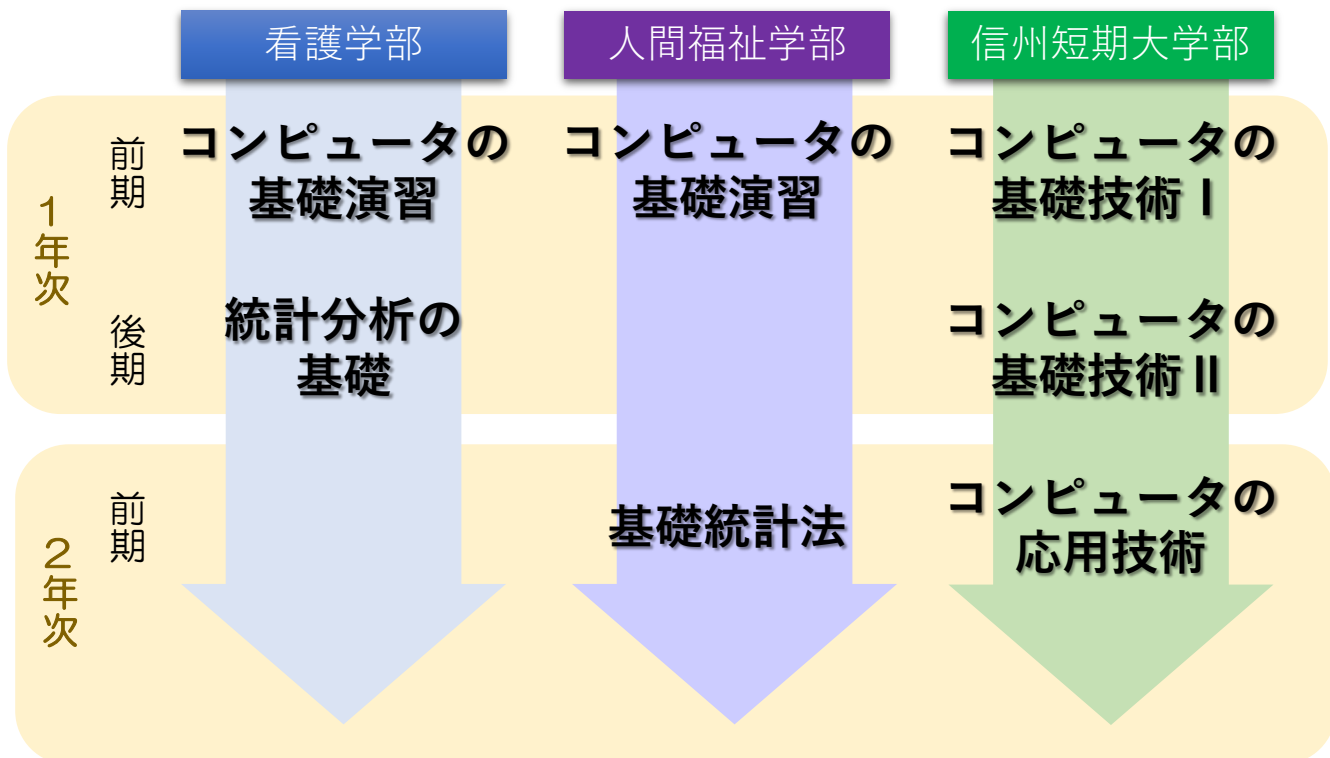 看護学部
人間福祉学部
信州短期大学部
1年次
前期
コンピュータの
基礎演習
コンピュータの
基礎演習
コンピュータの
基礎技術Ⅰ
後期
統計分析の
基礎
コンピュータの
基礎技術Ⅱ
2年次
前期
基礎統計法
コンピュータの
応用技術